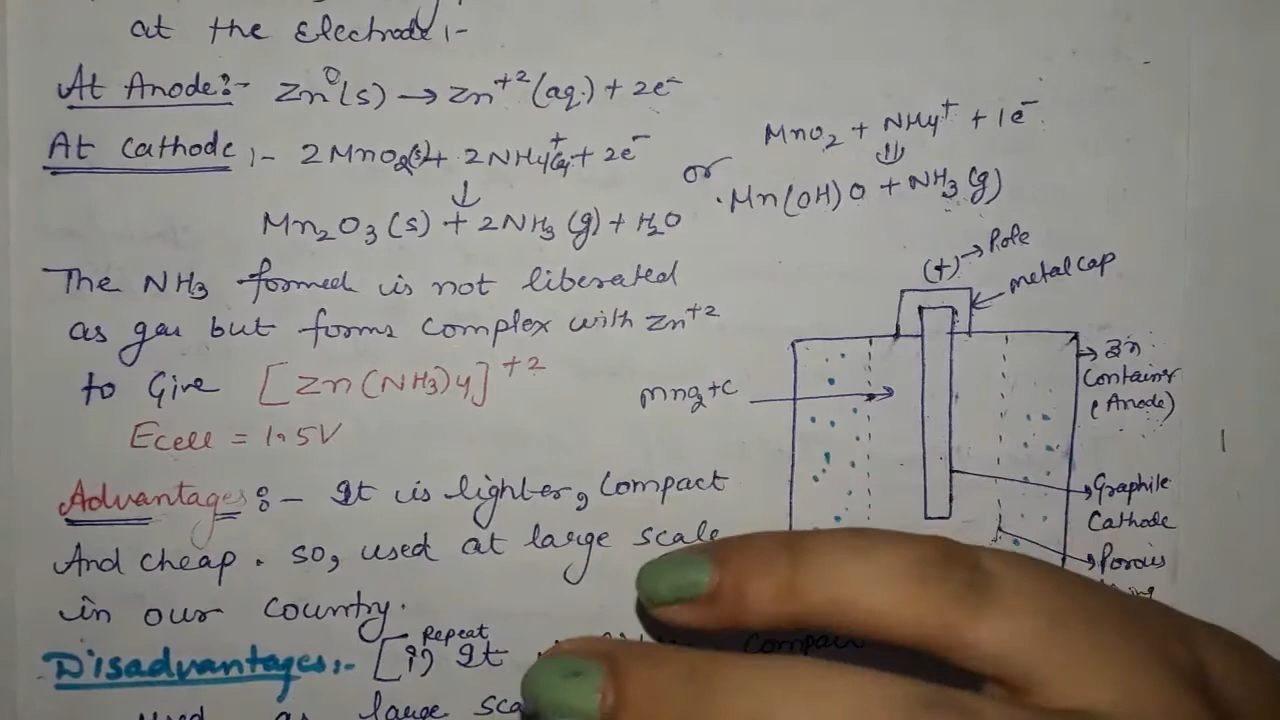 at the Electrode :-
At Anode :- Zn⁰(s) → Zn⁺²(aq.) + 2e⁻
At Cathode :- 2MnO₂(s) + 2NH₄⁺(aq) + 2e⁻
↓
Mn₂O₃(s) + 2NH₃(g) + H₂O
or
MnO₂ + NH₄⁺ + 1e⁻
⇓
Mn(OH)O + NH₃(g)
The NH₃ formed is not liberated
as gas but forms complex with Zn⁺²
to Give [Zn(NH₃)₄]⁺²
Ecell = 1.5V
Advantages :- It is lighter, Compact
And cheap. so, used at large scale
in our country.
Repeat
Disadvantages :- [i) It
used as large sca
(+) → Pole
metal cap
MnO₂+C
Zn
Container
(Anode)
Graphite
Cathode
Porous
Compact